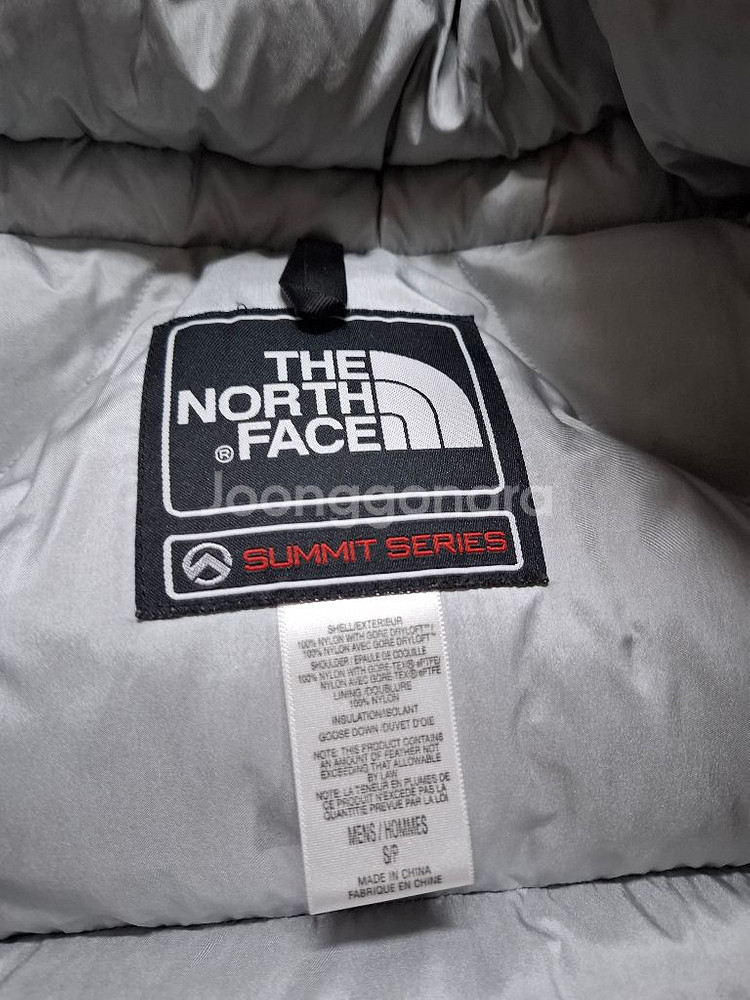 THE
NORTH
FACE
®
Joonggonara
SUMMIT SERIES
SHELL/EXTERIEUR
100% NYLON WITH GORE DRYLOFT™/
100% NYLON AVEC GORE DRYLOFT™
SHOULDER / EPAULE DE COQUILLE
100% NYLON WITH GORE-TEX® ePTFE/
NYLON AVEC GORE-TEX® ePTFE
LINING /DOUBLURE
100% NYLON
INSULATION/ISOLANT
GOOSE DOWN /DUVET D'OIE
NOTE: THIS PRODUCT CONTAINS
AN AMOUNT OF FEATHER NOT
EXCEEDING THAT ALLOWABLE
BY LAW
NOTE: LA TENEUR EN PLUMES DE
CE PRODUIT N'EXCEDE PAS LA
QUANTITIE PREVUE PAR LA LOI
MENS / HOMMES
S/P
MADE IN CHINA
FABRIQUE EN CHINE